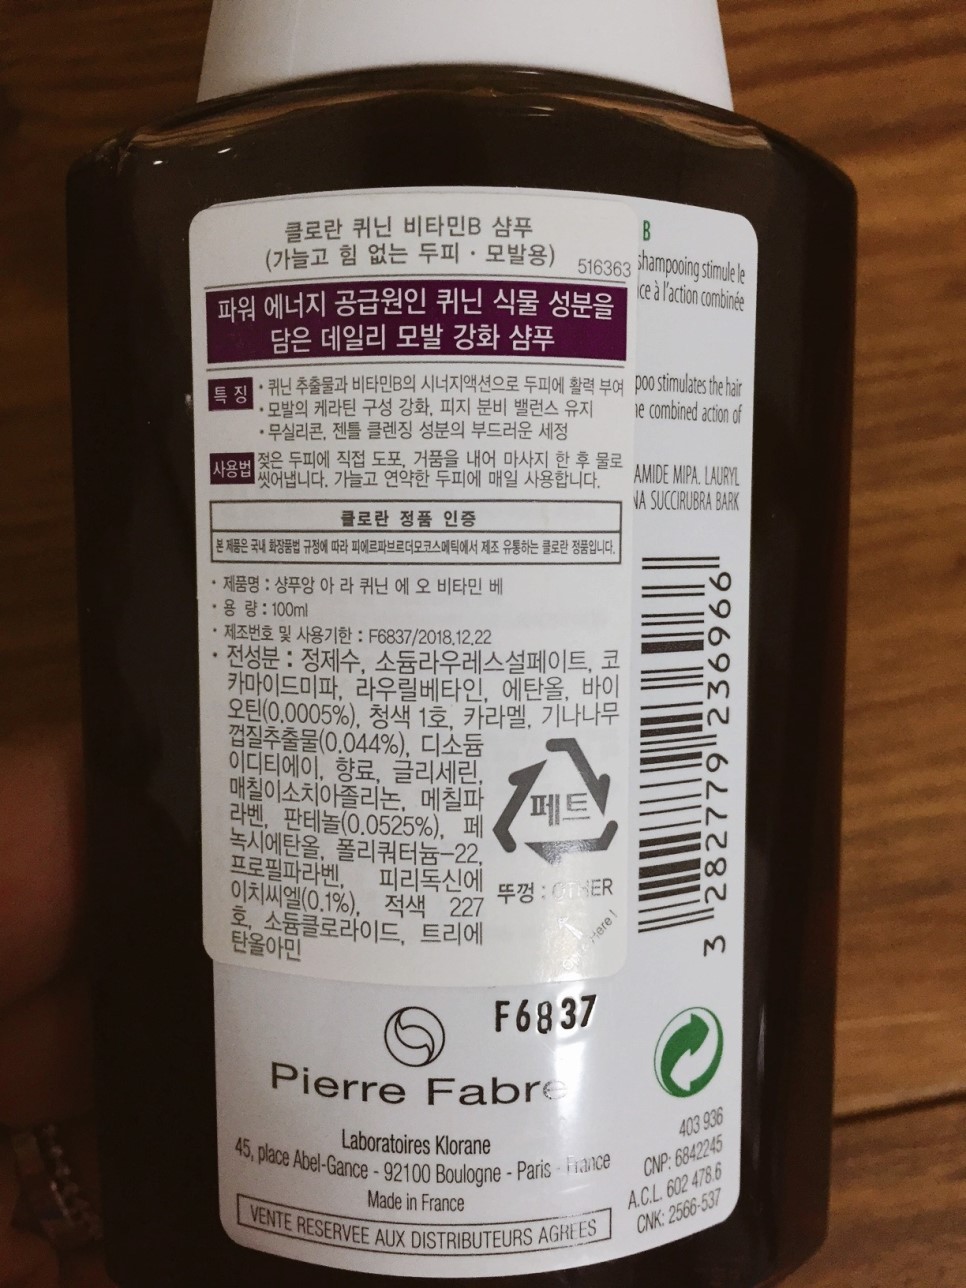 클로란 퀴닌 비타민B 샴푸
(가늘고 힘 없는 두피 · 모발용)
516363
파워 에너지 공급원인 퀴닌 식물 성분을
담은 데일리 모발 강화 샴푸
특 징
· 퀴닌 추출물과 비타민B의 시너지액션으로 두피에 활력 부여
· 모발의 케라틴 구성 강화, 피지 분비 밸런스 유지
· 무실리콘, 젠틀 클렌징 성분의 부드러운 세정
사용법
젖은 두피에 직접 도포, 거품을 내어 마사지 한 후 물로
씻어냅니다. 가늘고 연약한 두피에 매일 사용합니다.
클로란 정품 인증
본 제품은 국내 화장품법 규정에 따라 피에르파브르더모코스메틱에서 제조 유통하는 클로란 정품입니다.
· 제품명 : 샹푸앙 아 라 퀴닌 에 오 비타민 베
· 용 량 : 100ml
· 제조번호 및 사용기한 : F6837/2018.12.22
· 전성분 : 정제수, 소듐라우레스설페이트, 코
카마이드미파, 라우릴베타인, 에탄올, 바이
오틴(0.0005%), 청색 1호, 카라멜, 기나나무
껍질추출물(0.044%), 디소듐
이디티에이, 향료, 글리세린,
매칠이소치아졸리논, 메칠파
라벤, 판테놀(0.0525%), 페
녹시에탄올, 폴리쿼터늄-22,
프로필파라벤, 피리독신에
이치씨엘(0.1%), 적색 227
호, 소듐클로라이드, 트리에
탄올아민
페트
뚜껑 : OTHER
Here !
B
shampooing stimule le
ce à l'action combinée
poo stimulates the hair
e combined action of
AMIDE MIPA. LAURYL
NA SUCCIRUBRA BARK
3 282779 236966
F6837
Pierre Fabre
Laboratoires Klorane
45, place Abel-Gance - 92100 Boulogne - Paris - France
Made in France
VENTE RESERVEE AUX DISTRIBUTEURS AGREES
403 936
CNP: 6842245
A.C.L. 602 478.6
CNK: 2566-537